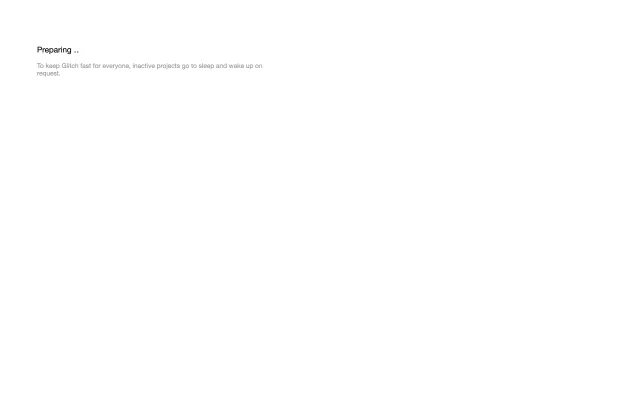 Preparing ..
To keep Glitch fast for everyone, inactive projects go to sleep and wake up on
request.